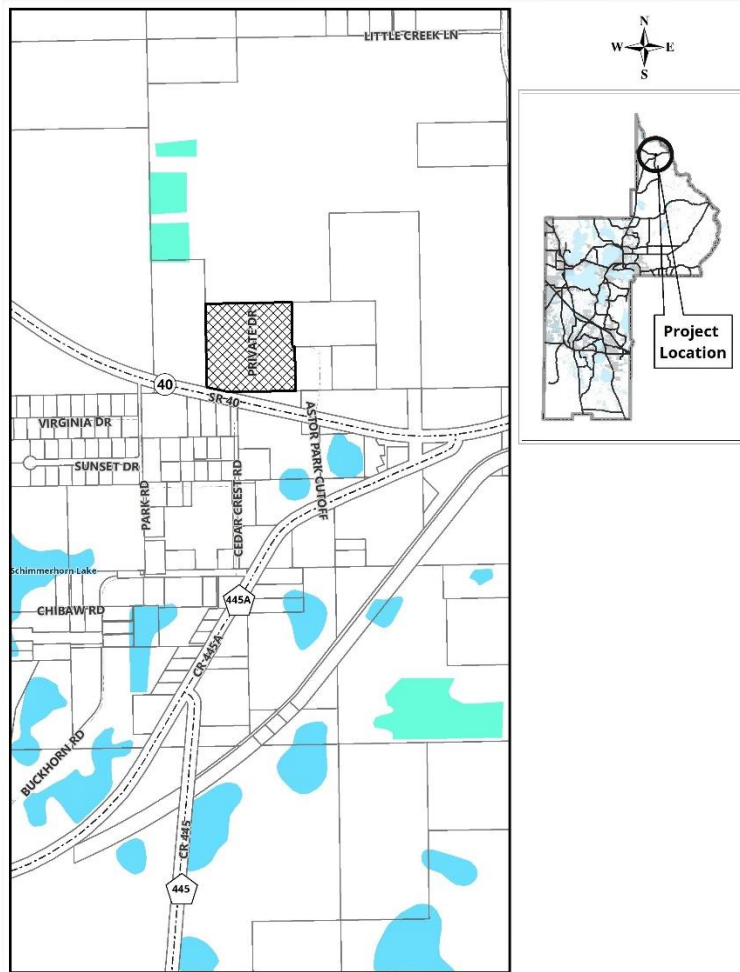 LITTLE CREEK LN
N
W E
S
PRIVATE DR
40
SR 40
VIRGINIA DR
SUNSET DR
PARK RD
CEDAR CREST RD
ASTOR PARK CUTOFF
Schimmerhorn Lake
CHIBAW RD
445A
CR 445A
BUCKHORN RD
CR 445
445
Project
Location